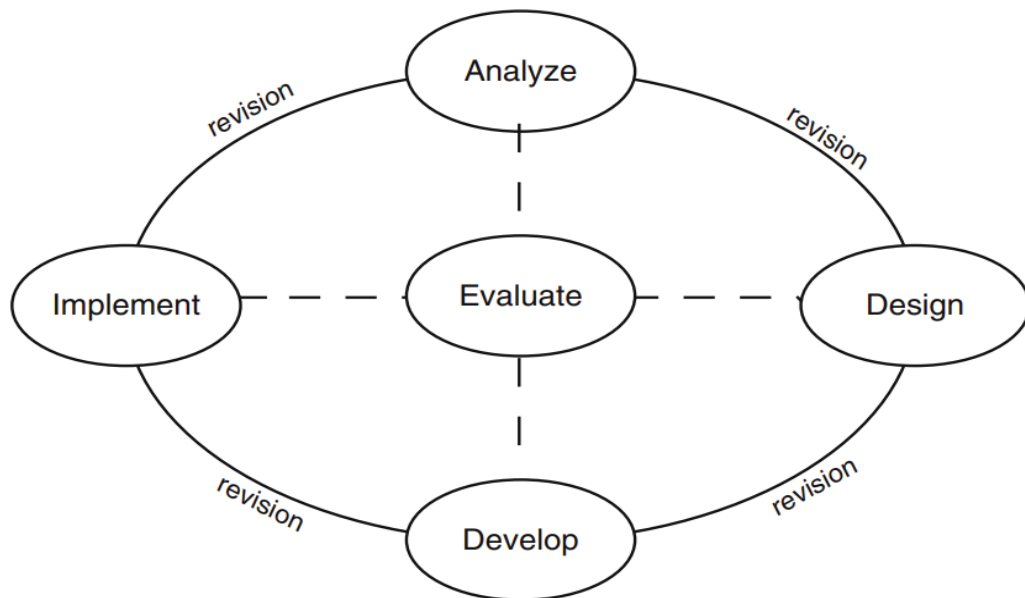 Analyze
revision
revision
Implement
Evaluate
Design
revision
revision
Develop